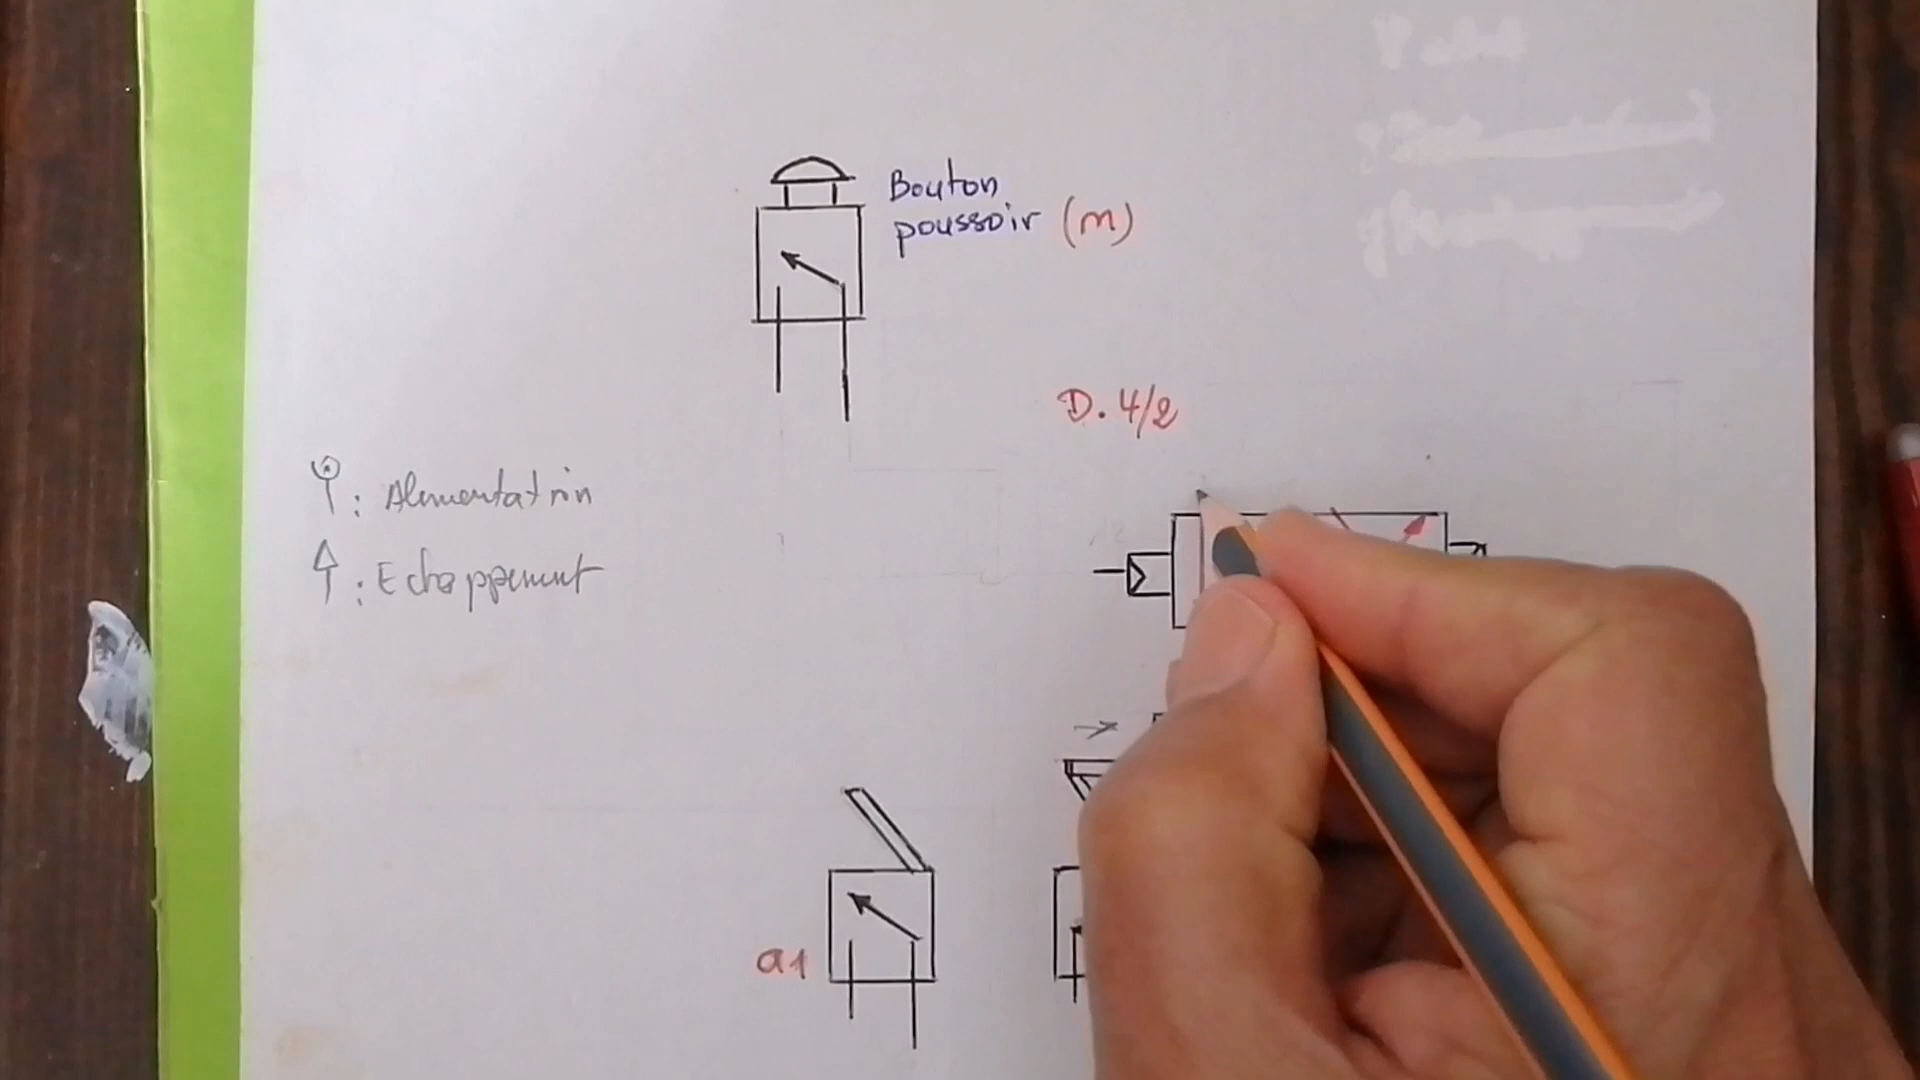 Bouton
poussoir (m)
D. 4/2
: Alimentation
: Echappement
a1